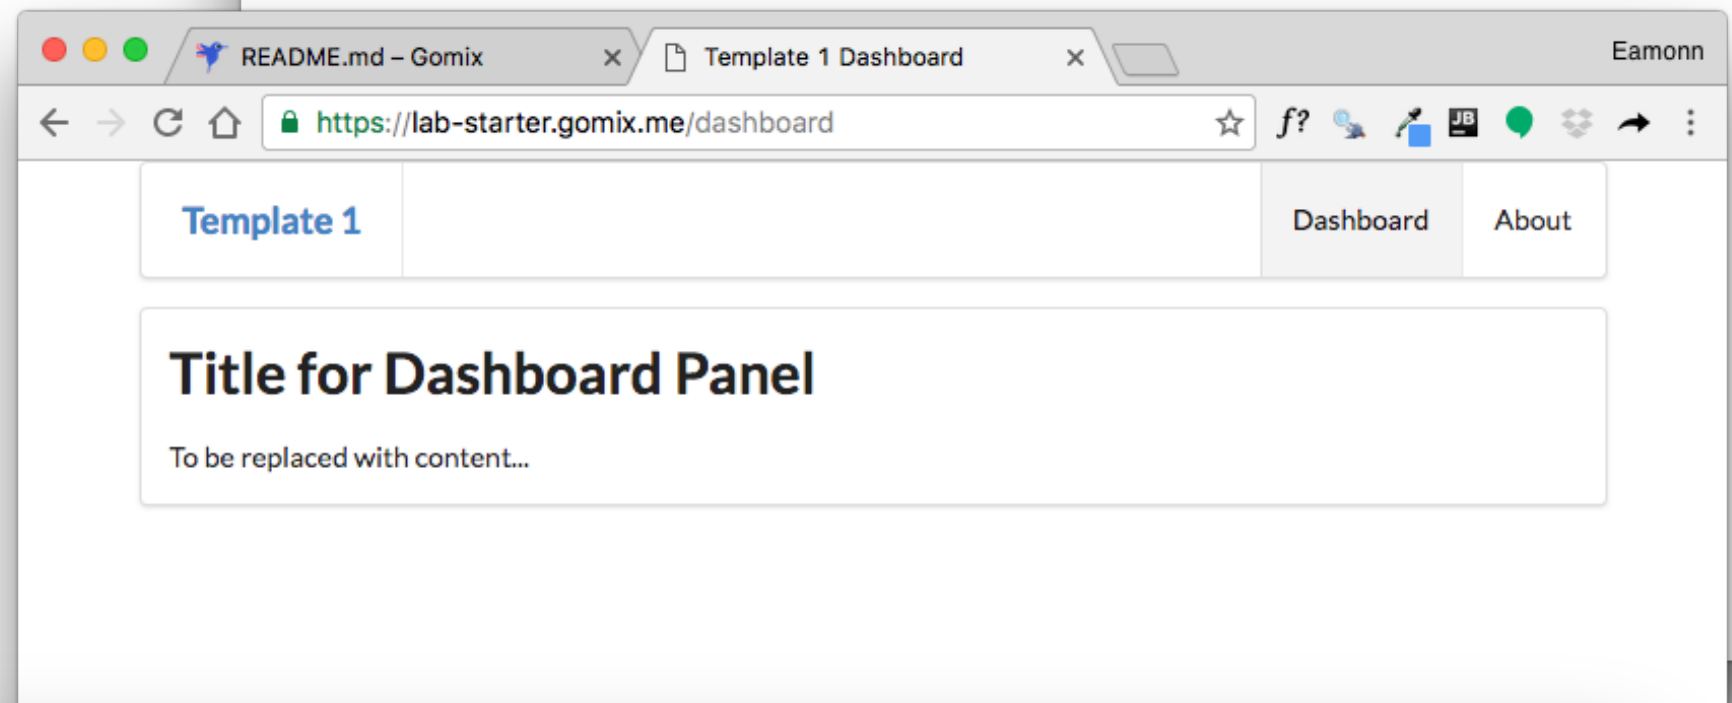 README.md – Gomix
Template 1 Dashboard
Eamonn
https://lab-starter.gomix.me/dashboard
f?
JB
Template 1
Dashboard
About
Title for Dashboard Panel
To be replaced with content...